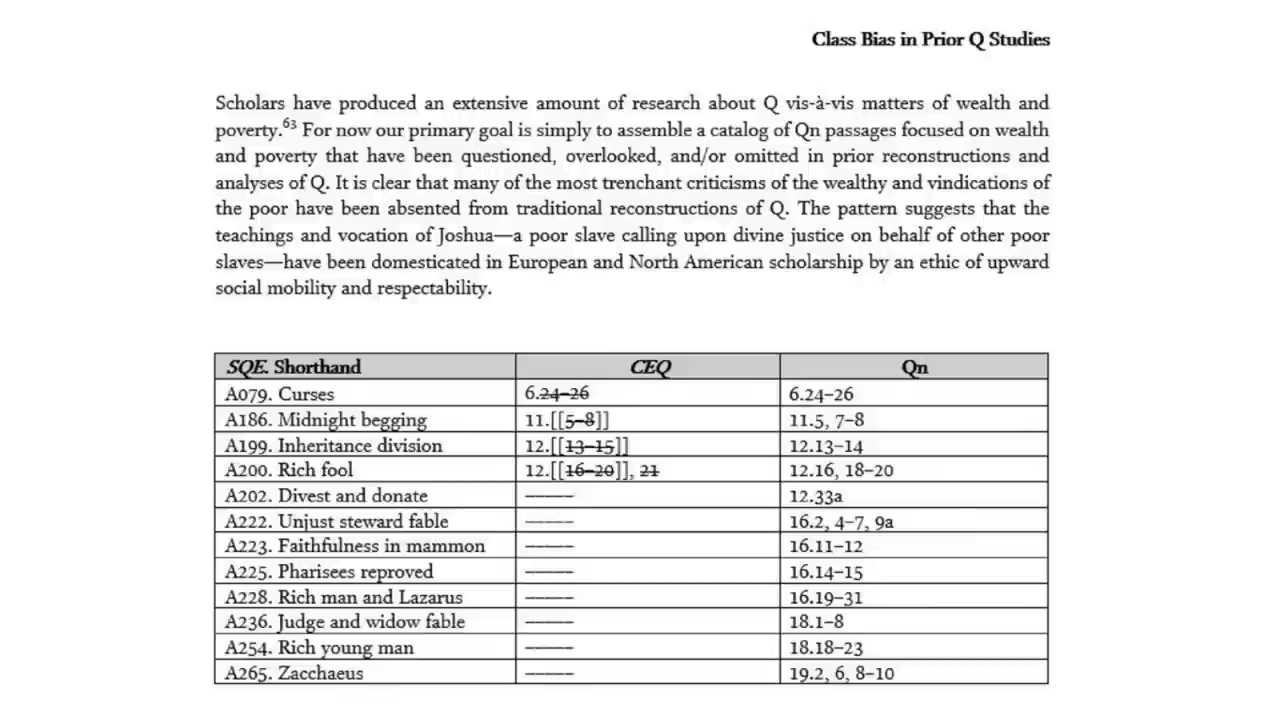 Class Bias in Prior Q Studies
Scholars have produced an extensive amount of research about Q vis-à-vis matters of wealth and
poverty.63 For now our primary goal is simply to assemble a catalog of Qn passages focused on wealth
and poverty that have been questioned, overlooked, and/or omitted in prior reconstructions and
analyses of Q. It is clear that many of the most trenchant criticisms of the wealthy and vindications of
the poor have been absented from traditional reconstructions of Q. The pattern suggests that the
teachings and vocation of Joshua—a poor slave calling upon divine justice on behalf of other poor
slaves—have been domesticated in European and North American scholarship by an ethic of upward
social mobility and respectability.
SQE. Shorthand CEQ Qn
A079. Curses 6.24–26 6.24–26
A186. Midnight begging 11.[[5–8]] 11.5, 7–8
A199. Inheritance division 12.[[13–15]] 12.13–14
A200. Rich fool 12.[[16–20]], 21 12.16, 18–20
A202. Divest and donate ——— 12.33a
A222. Unjust steward fable ——— 16.2, 4–7, 9a
A223. Faithfulness in mammon ——— 16.11–12
A225. Pharisees reproved ——— 16.14–15
A228. Rich man and Lazarus ——— 16.19–31
A236. Judge and widow fable ——— 18.1–8
A254. Rich young man ——— 18.18–23
A265. Zacchaeus ——— 19.2, 6, 8–10